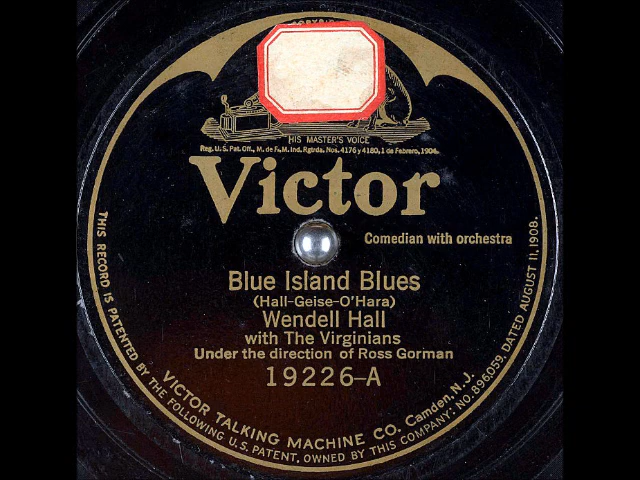 HIS MASTER'S VOICE
Reg. U.S. Pat. Off., M. de F., M. Ind. Rgtrda. Nos. 4176 y 4180, 1 de Febrero, 1906.
Victor
Comedian with orchestra
Blue Island Blues
(Hall-Geise-O'Hara)
Wendell Hall
with The Virginians
Under the direction of Ross Gorman
19226-A
VICTOR TALKING MACHINE CO. Camden, N.J.
THIS RECORD IS PATENTED BY THE FOLLOWING U.S. PATENT, OWNED BY THIS COMPANY: NO. 896,059, DATED AUGUST 11, 1908.